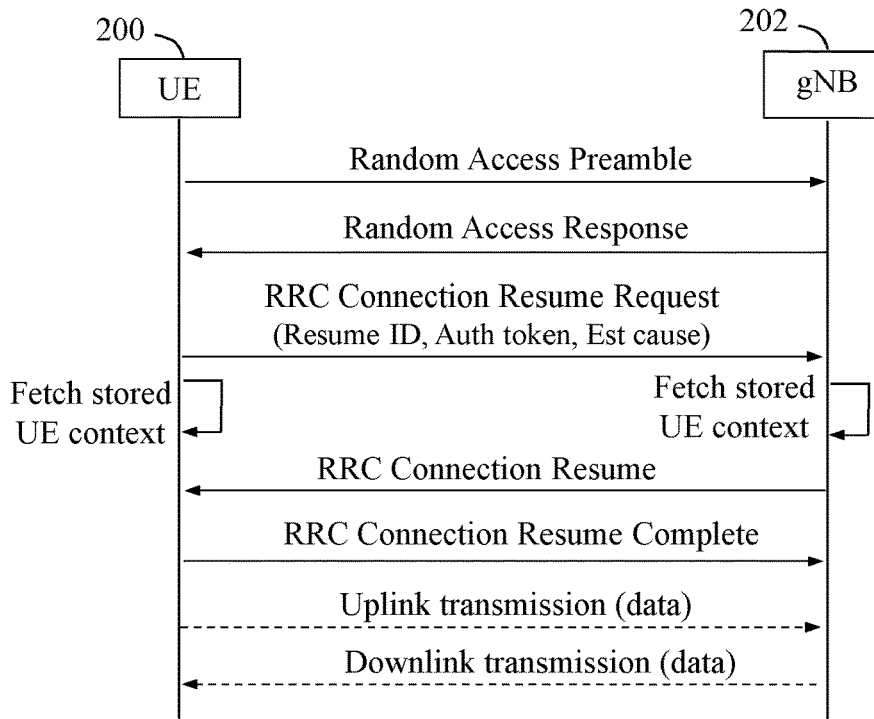 200
202
UE
gNB
Random Access Preamble
Random Access Response
RRC Connection Resume Request
(Resume ID, Auth token, Est cause)
Fetch stored
UE context
Fetch stored
UE context
RRC Connection Resume
RRC Connection Resume Complete
Uplink transmission (data)
Downlink transmission (data)